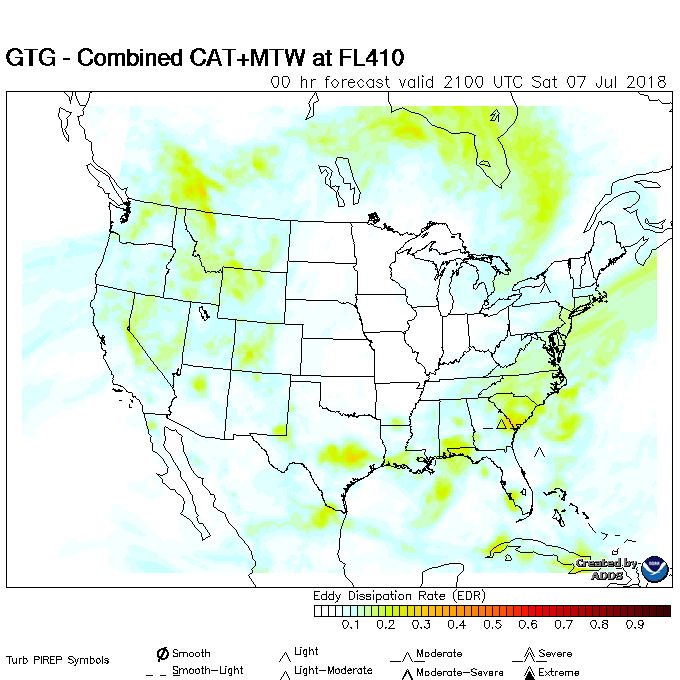 GTG - Combined CAT+MTW at FL410
00 hr forecast valid 2100 UTC Sat 07 Jul 2018
Created by
ADDS
Eddy Dissipation Rate (EDR)
0.1 0.2 0.3 0.4 0.5 0.6 0.7 0.8 0.9
Turb PIREP Symbols
Smooth Light Moderate Severe
Smooth-Light Light-Moderate Moderate-Severe Extreme